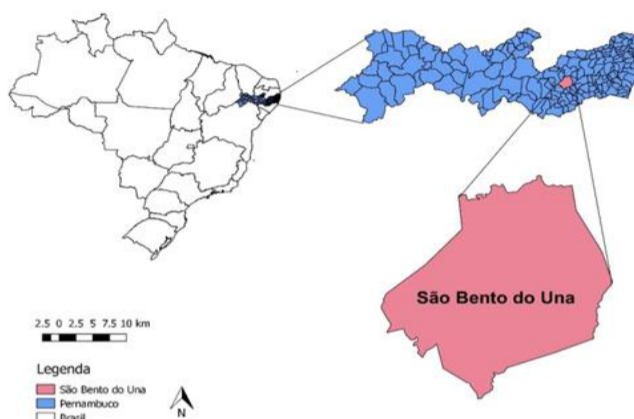 São Bento do Una
2.5 0 2.5 5 7.5 10 km
Legenda
São Bento do Una
Pernambuco
Brasil
N